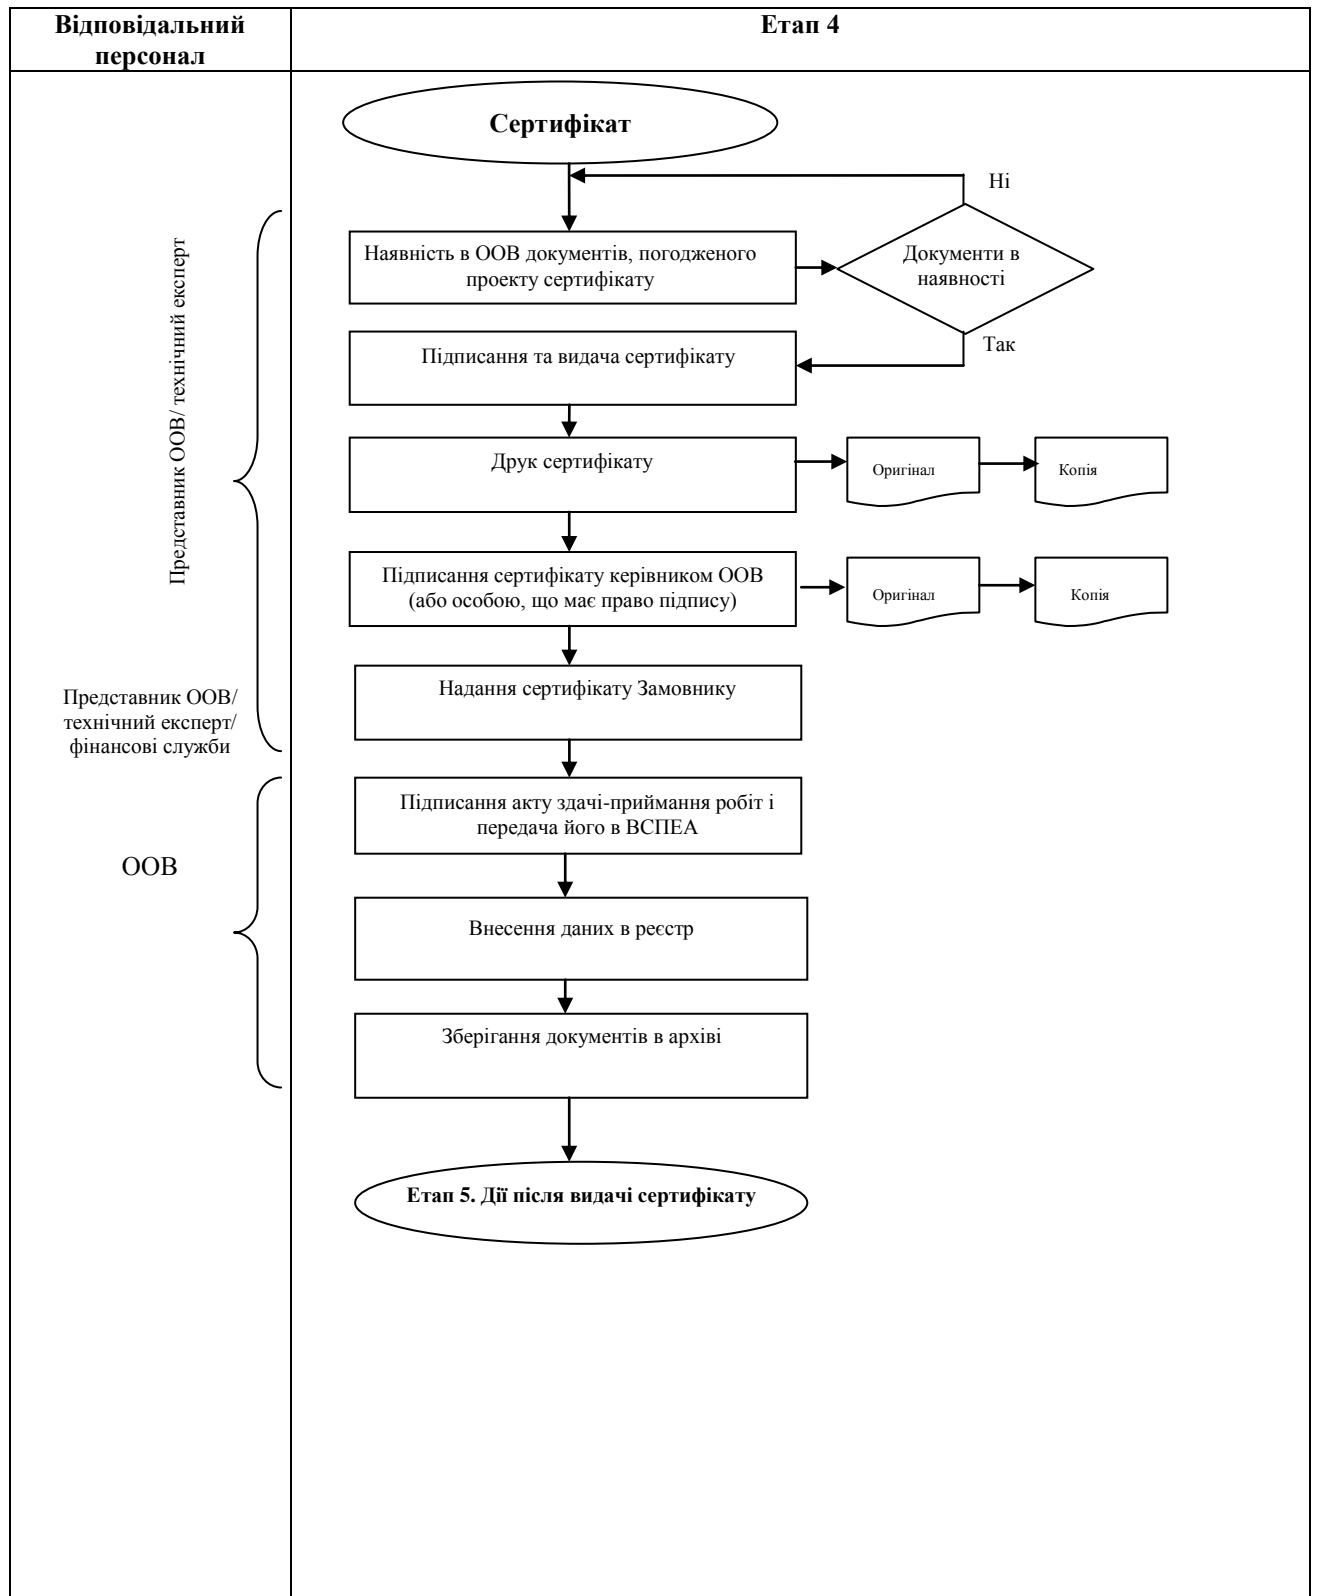 Відповідальний
персонал
Етап 4
Сертифікат
Ні
Представник ООВ/ технічний експерт
Наявність в ООВ документів, погодженого
проекту сертифікату
Документи в
наявності
Підписання та видача сертифікату
Так
Друк сертифікату
Оригінал
Копія
Підписання сертифікату керівником ООВ
(або особою, що має право підпису)
Оригінал
Копія
Надання сертифікату Замовнику
Представник ООВ/
технічний експерт/
фінансові служби
Підписання акту здачі-приймання робіт і
передача його в ВСПЕА
ООВ
Внесення даних в реєстр
Зберігання документів в архіві
Етап 5. Дії після видачі сертифікату